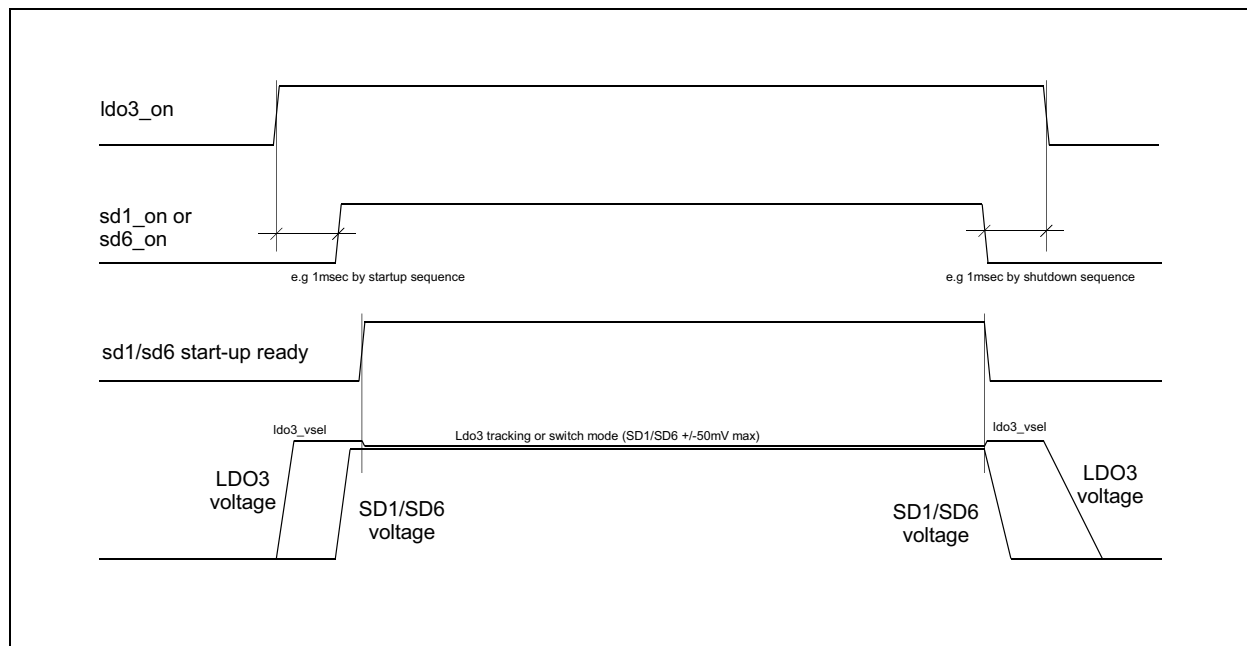 ldo3_on
sd1_on or
sd6_on
e.g 1msec by startup sequence
e.g 1msec by shutdown sequence
sd1/sd6 start-up ready
ldo3_vsel
Ldo3 tracking or switch mode (SD1/SD6 +/-50mV max)
ldo3_vsel
LDO3
voltage
SD1/SD6
voltage
SD1/SD6
voltage
LDO3
voltage